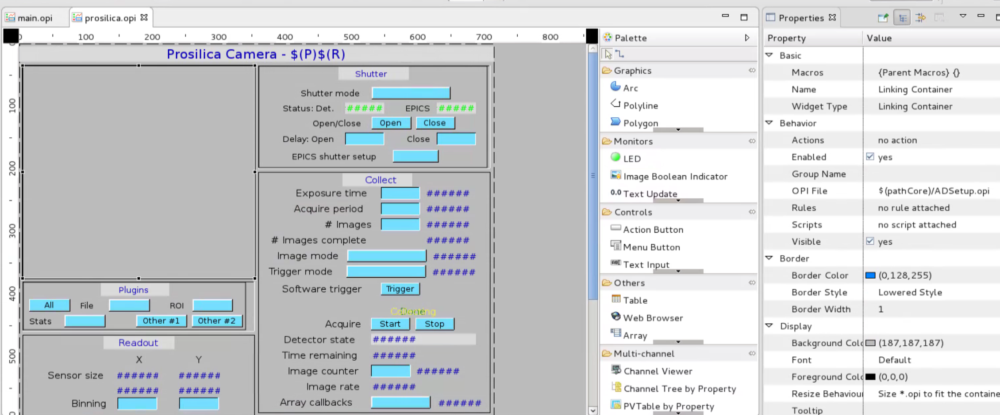 main.opi
prosilica.opi
0 100 200 300 400 500 600 700 800
100
200
300
400
500
Prosilica Camera - $(P)$(R)
Shutter
Shutter mode
Status: Det. ##### EPICS #####
Open/Close Open Close
Delay: Open Close
EPICS shutter setup
Collect
Exposure time ######
Acquire period ######
# Images ######
# Images complete ######
Image mode ######
Trigger mode ######
Software trigger Trigger
Collecting
Acquire Start Stop
Detector state ######
Time remaining ######
Image counter ######
Image rate ######
Array callbacks ######
Plugins
All File ROI
Stats Other #1 Other #2
Readout
X Y
Sensor size ###### ######
###### ######
Binning
Palette
Graphics
Arc
Polyline
Polygon
Monitors
LED
Image Boolean Indicator
0.0 Text Update
Controls
Action Button
Menu Button
Text Input
Others
Table
Web Browser
Array
Multi-channel
Channel Viewer
Channel Tree by Property
PVTable by Property
Properties
Property Value
Basic
Macros {Parent Macros} {}
Name Linking Container
Widget Type Linking Container
Behavior
Actions no action
Enabled yes
Group Name
OPI File $(pathCore)/ADSetup.opi
Rules no rule attached
Scripts no script attached
Visible yes
Border
Border Color (0,128,255)
Border Style Lowered Style
Border Width 1
Display
Background Colo (187,187,187)
Font Default
Foreground Colo (0,0,0)
Resize Behaviour Size *.opi to fit the containe
Tooltip